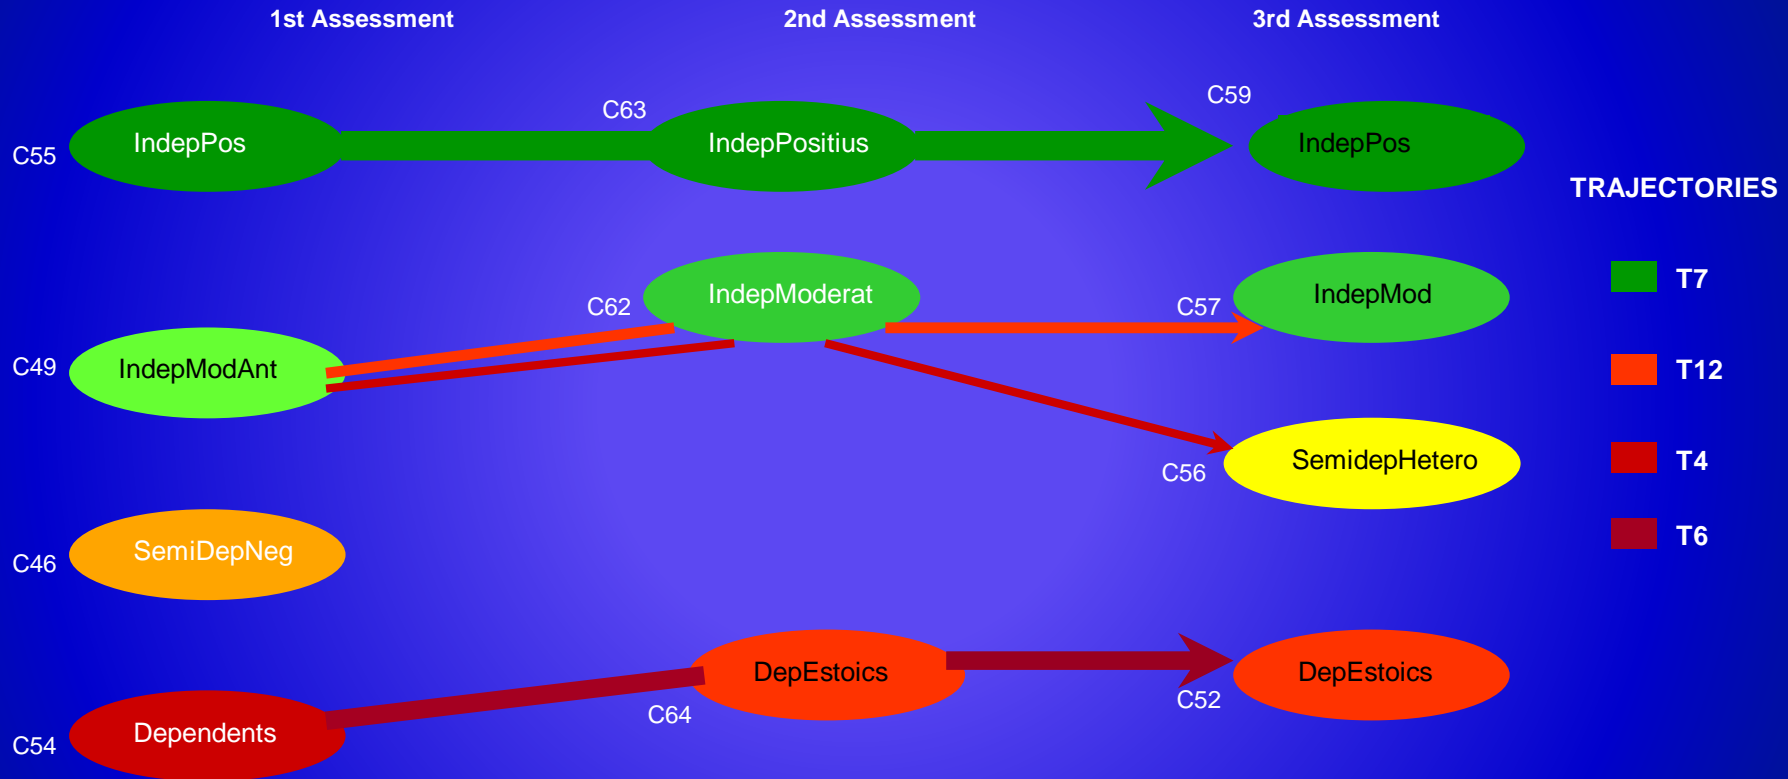 1st Assessment 2nd Assessment 3rd Assessment
C63 C59
C55 IndepPos IndepPositius IndepPos
TRAJECTORIES
C62 IndepModerat C57 IndepMod
T7
C49 IndepModAnt
T12
C56 SemidepHetero
T4
C46 SemiDepNeg
T6
DepEstoics DepEstoics
C64 C52
C54 Dependents